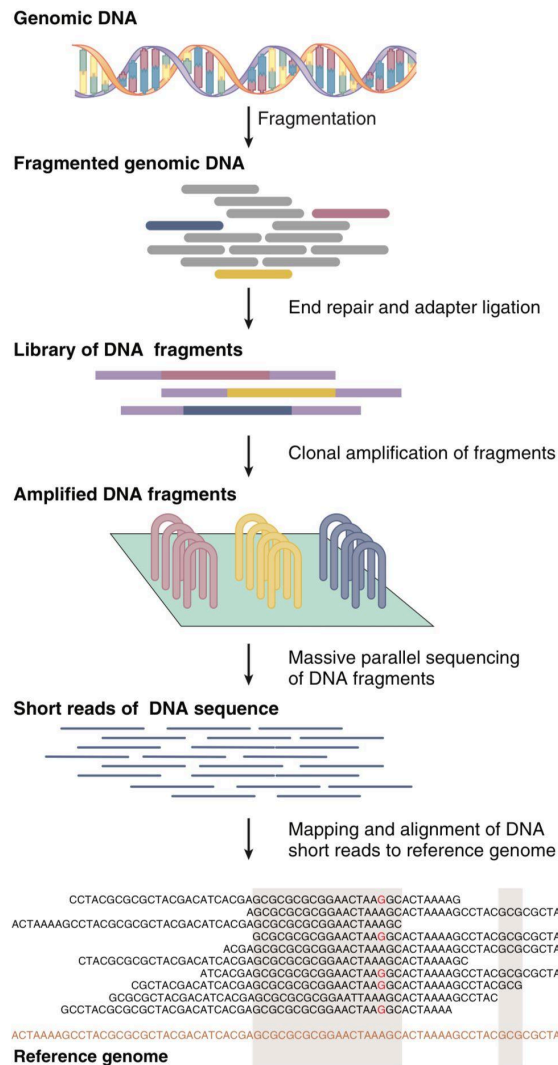 Genomic DNA
Fragmentation
Fragmented genomic DNA
End repair and adapter ligation
Library of DNA fragments
Clonal amplification of fragments
Amplified DNA fragments
Massive parallel sequencing
of DNA fragments
Short reads of DNA sequence
Mapping and alignment of DNA
short reads to reference genome
CCTACGCGCGCTACGACATCACGAGCGCGCGCGGAACTAAGGCACTAAAAG
AGCGCGCGCGGAACTAAAGCACTAAAAGCCTACGCGCGCTA
ACTAAAAGCCTACGCGCGCTACGACATCACGAGCGCGCGCGGAACTAAAGC
GCGCGCGCGGAACTAAGGCACTAAAAGCCTACGCGCGCTA
ACGAGCGCGCGCGGAACTAAAGCACTAAAAGCCTACGCGCGCTA
CTACGCGCGCTACGACATCACGAGCGCGCGCGGAACTAAAGCACTAAAAGC
ATCACGAGCGCGCGCGGAACTAAGGCACTAAAAGCCTACGCGCGCTA
CGCTACGACATCACGAGCGCGCGCGGAACTAAGGCACTAAAAGCCTACGCG
GCGCGCTACGACATCACGAGCGCGCGCGGAATTAAAGCACTAAAAGCCTAC
GCCTACGCGCGCTACGACATCACGAGCGCGCGCGGAACTAAGGCACTAAAA
ACTAAAAGCCTACGCGCGCTACGACATCACGAGCGCGCGCGGAACTAAAGCACTAAAAGCCTACGCGCGCTA
Reference genome